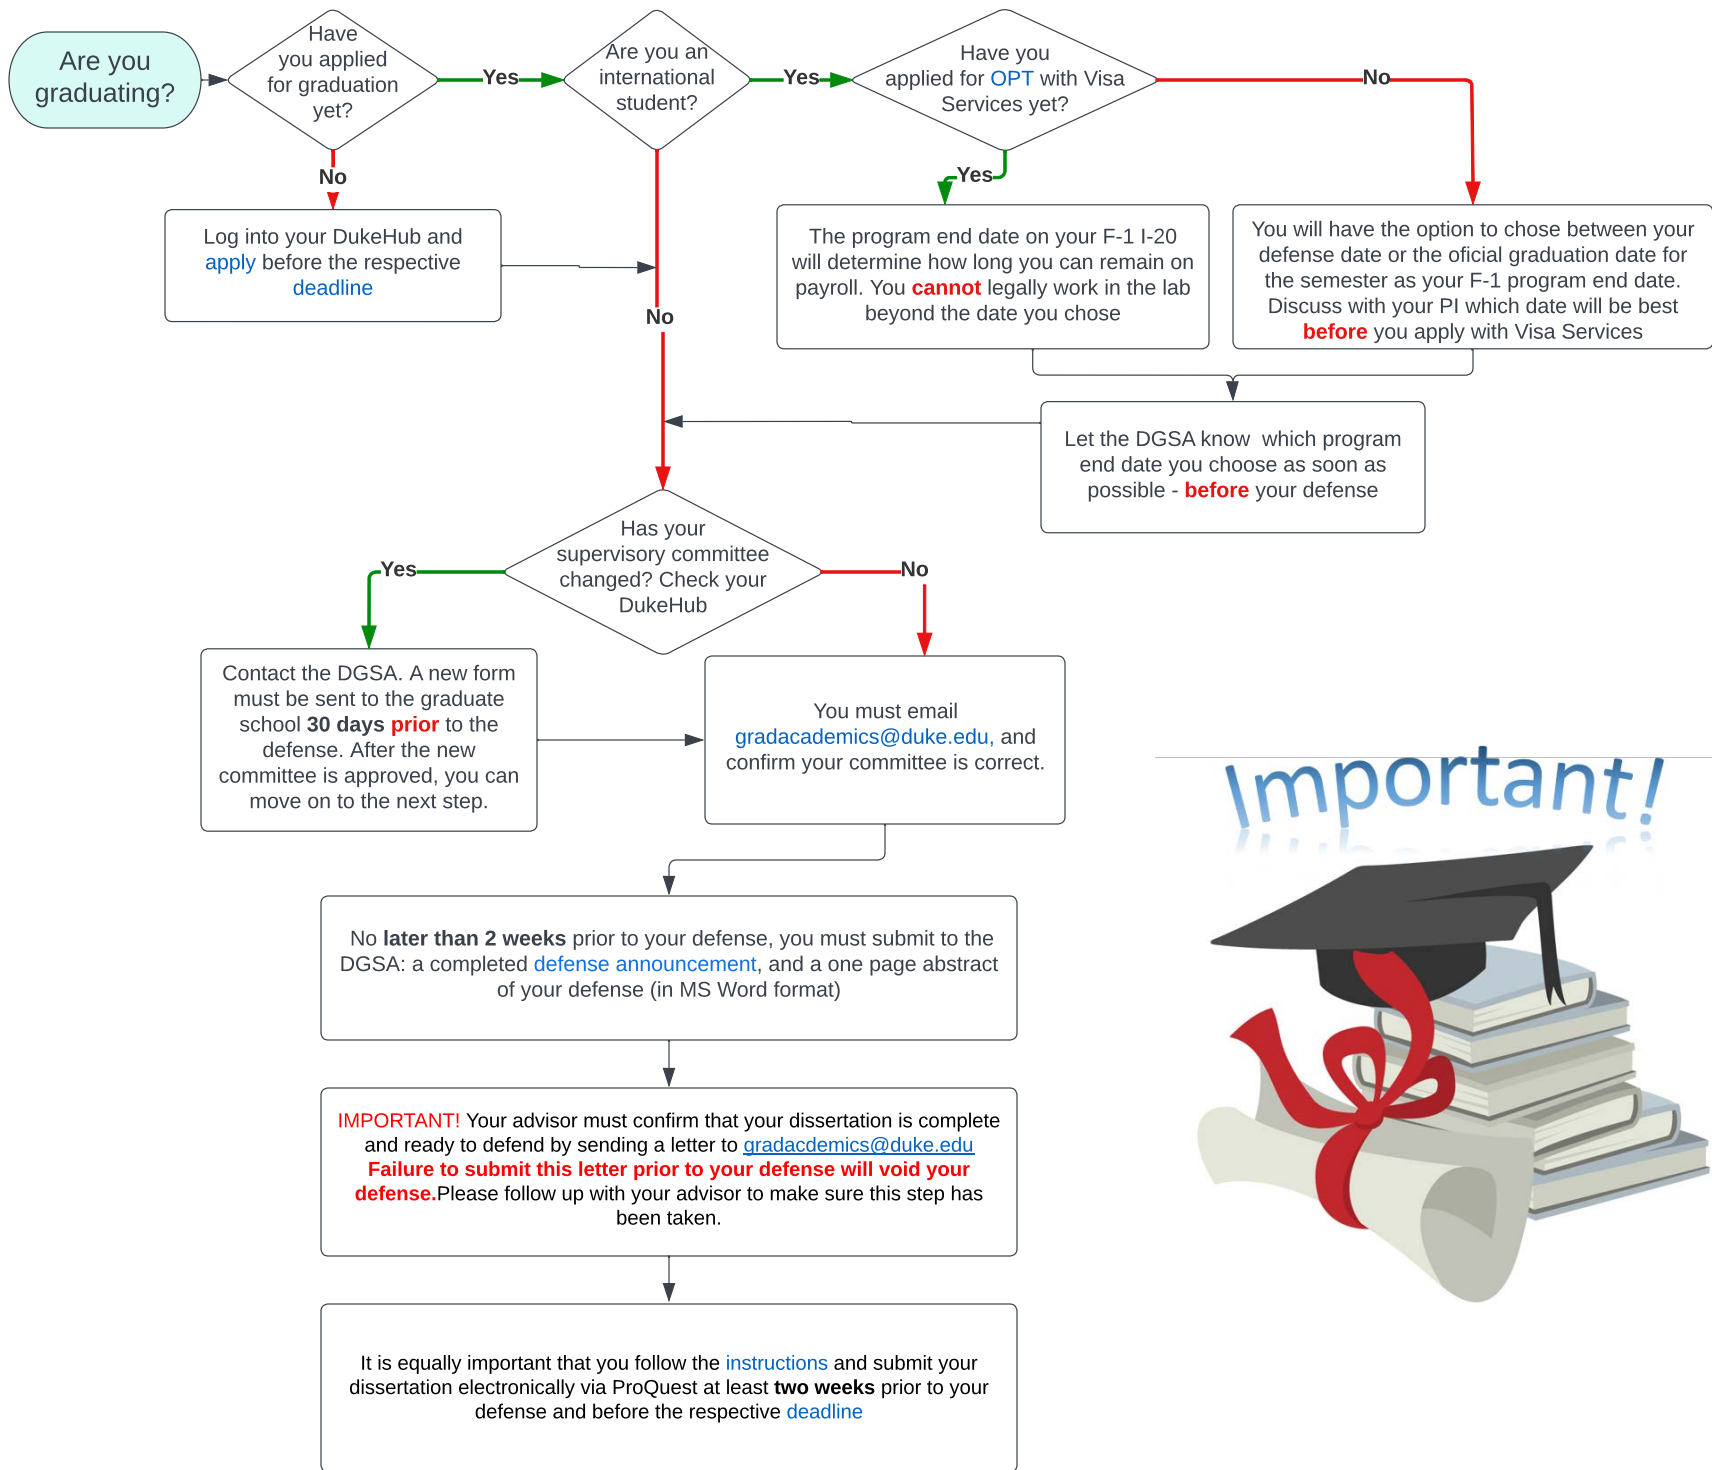 Are you
graduating?
Have
you applied
for graduation
yet?
Yes
Are you an
international
student?
Yes
Have you
applied for OPT with Visa
Services yet?
No
No
Log into your DukeHub and
apply before the respective
deadline
Yes
The program end date on your F-1 I-20
will determine how long you can remain on
payroll. You cannot legally work in the lab
beyond the date you chose
You will have the option to chose between your
defense date or the oficial graduation date for
the semester as your F-1 program end date.
Discuss with your PI which date will be best
before you apply with Visa Services
No
Let the DGSA know  which program
end date you choose as soon as
possible - before your defense
Has your
supervisory committee
changed? Check your
DukeHub
Yes
No
Contact the DGSA. A new form
must be sent to the graduate
school 30 days prior to the
defense. After the new
committee is approved, you can
move on to the next step.
You must email
gradacademics@duke.edu, and
confirm your committee is correct.
Important!
No later than 2 weeks prior to your defense, you must submit to the
DGSA: a completed defense announcement, and a one page abstract
of your defense (in MS Word format)
IMPORTANT! Your advisor must confirm that your dissertation is complete
and ready to defend by sending a letter to gradacdemics@duke.edu
Failure to submit this letter prior to your defense will void your
defense.Please follow up with your advisor to make sure this step has
been taken.
It is equally important that you follow the instructions and submit your
dissertation electronically via ProQuest at least two weeks prior to your
defense and before the respective deadline